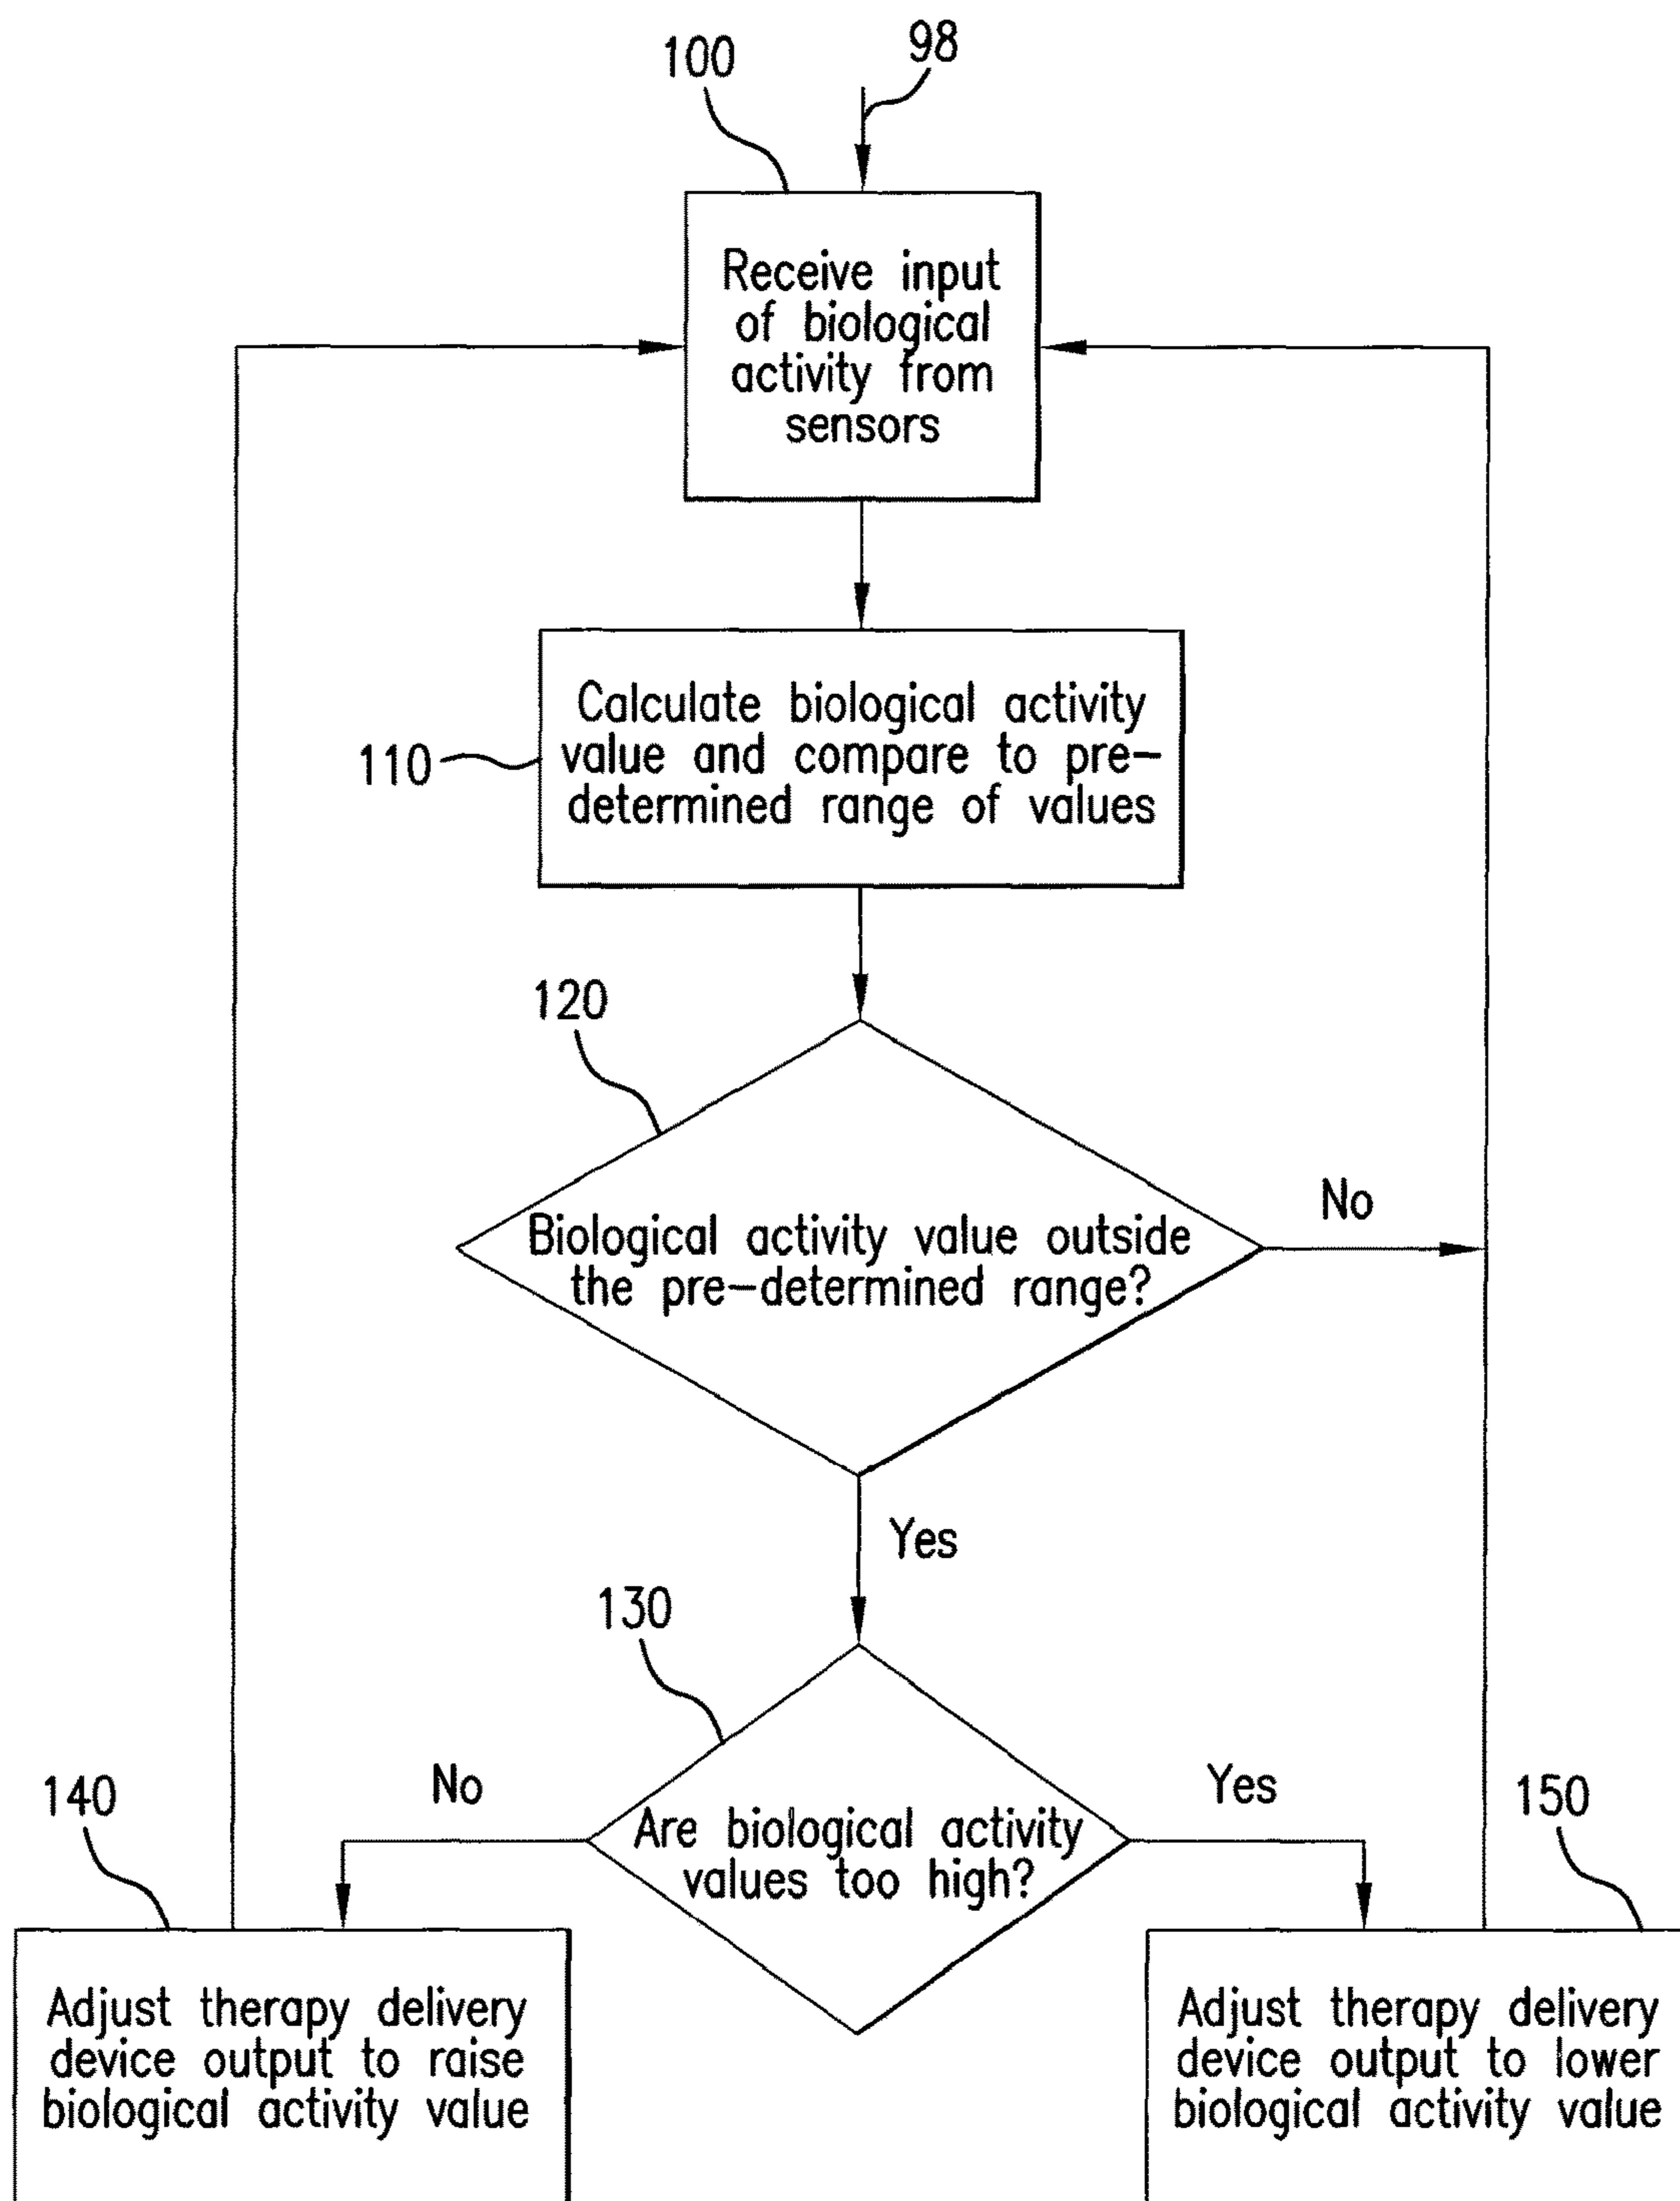 100
98
Receive input
of biological
activity from
sensors
110
Calculate biological activity
value and compare to pre-
determined range of values
120
Biological activity value outside
the pre-determined range?
No
Yes
130
Are biological activity
values too high?
No
Yes
140
Adjust therapy delivery
device output to raise
biological activity value
150
Adjust therapy delivery
device output to lower
biological activity value